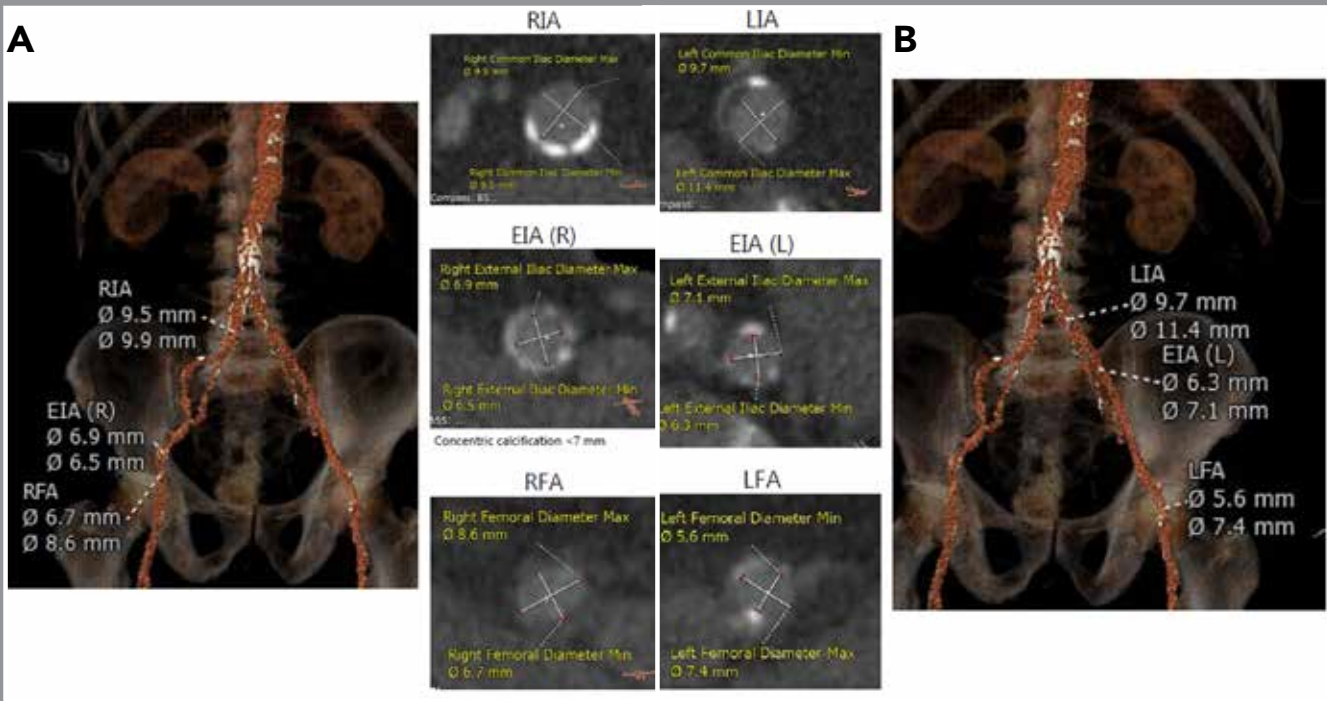 A
RIA
Ø 9.5 mm
Ø 9.9 mm
EIA (R)
Ø 6.9 mm
Ø 6.5 mm
RFA
Ø 6.7 mm
Ø 8.6 mm
RIA
Right Common Iliac Diameter Max
Ø 9.9 mm
Right Common Iliac Diameter Min
Ø 9.5 mm
LIA
Left Common Iliac Diameter Min
Ø 9.7 mm
Left Common Iliac Diameter Max
Ø 11.4 mm
EIA (R)
Right External Iliac Diameter Max
Ø 6.9 mm
Right External Iliac Diameter Min
Ø 6.5 mm
Concentric calcification <7 mm
EIA (L)
Left External Iliac Diameter Max
Ø 7.1 mm
Left External Iliac Diameter Min
Ø 6.3 mm
RFA
Right Femoral Diameter Max
Ø 8.6 mm
Right Femoral Diameter Min
Ø 6.7 mm
LFA
Left Femoral Diameter Min
Ø 5.6 mm
Left Femoral Diameter Max
Ø 7.4 mm
B
LIA
Ø 9.7 mm
Ø 11.4 mm
EIA (L)
Ø 6.3 mm
Ø 7.1 mm
LFA
Ø 5.6 mm
Ø 7.4 mm